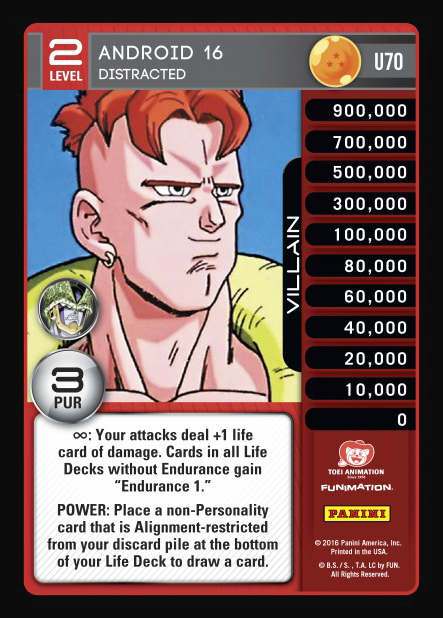 2
LEVEL
ANDROID 16
DISTRACTED
U70
900,000
700,000
500,000
300,000
100,000
80,000
60,000
40,000
20,000
10,000
0
VILLAIN
3
PUR
∞: Your attacks deal +1 life
card of damage. Cards in all Life
Decks without Endurance gain
“Endurance 1.”
POWER: Place a non-Personality
card that is Alignment-restricted
from your discard pile at the bottom
of your Life Deck to draw a card.
TOEI ANIMATION
Since 1956
FUNIMATION.
PANINI
© 2016 Panini America, Inc.
Printed in the USA.
© B.S./ S. , T.A. LC by FUN.
All Rights Reserved.